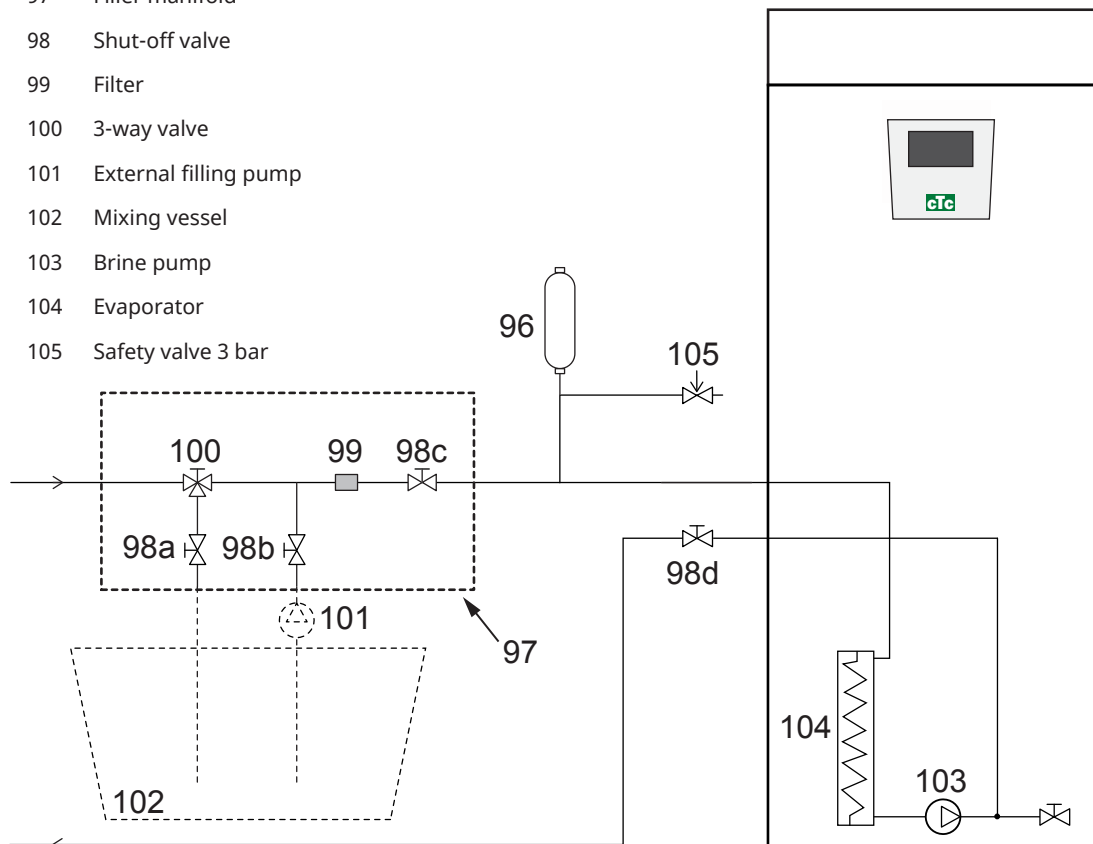 97 Filler manifold
98 Shut-off valve
99 Filter
100 3-way valve
101 External filling pump
102 Mixing vessel
103 Brine pump
104 Evaporator
105 Safety valve 3 bar
cTc
96
105
100
99
98c
98a
98b
98d
101
97
104
103
102